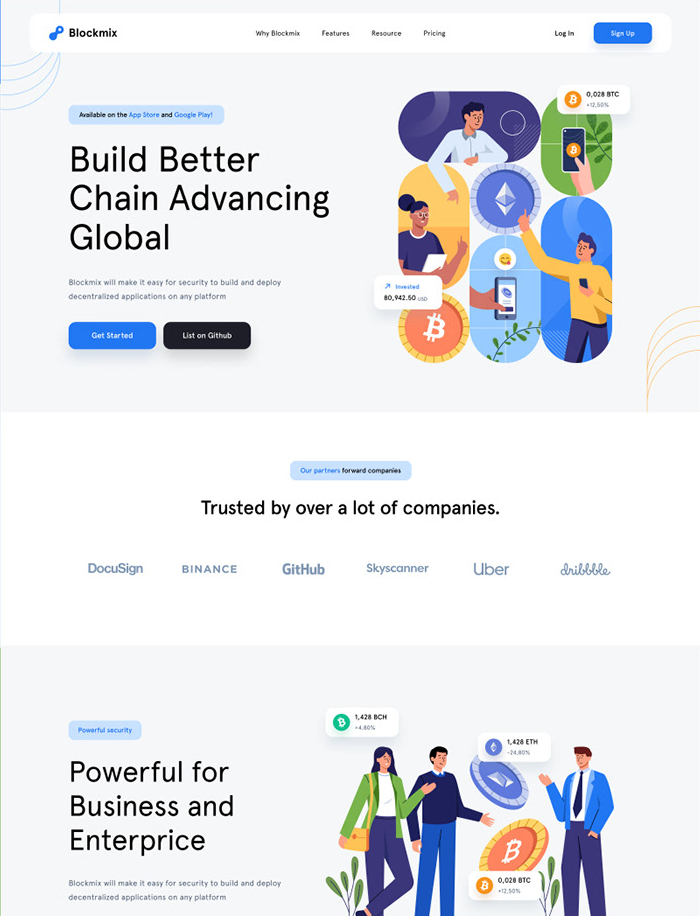 Blockmix
Why Blockmix
Features
Resource
Pricing
Log In
Sign Up
Available on the App Store and Google Play!
Build Better
Chain Advancing
Global
Blockmix will make it easy for security to build and deploy
decentralized applications on any platform
Get Started
List on Github
0,028 BTC
+12,50%
Invested
80,942.50 USD
Our partners forward companies
Trusted by over a lot of companies.
DocuSign
BINANCE
GitHub
Skyscanner
Uber
dribbble
Powerful security
Powerful for
Business and
Enterprice
Blockmix will make it easy for security to build and deploy
decentralized applications on any platform
1,428 BCH
+4,80%
1,428 ETH
-24,80%
0,028 BTC
+12,50%